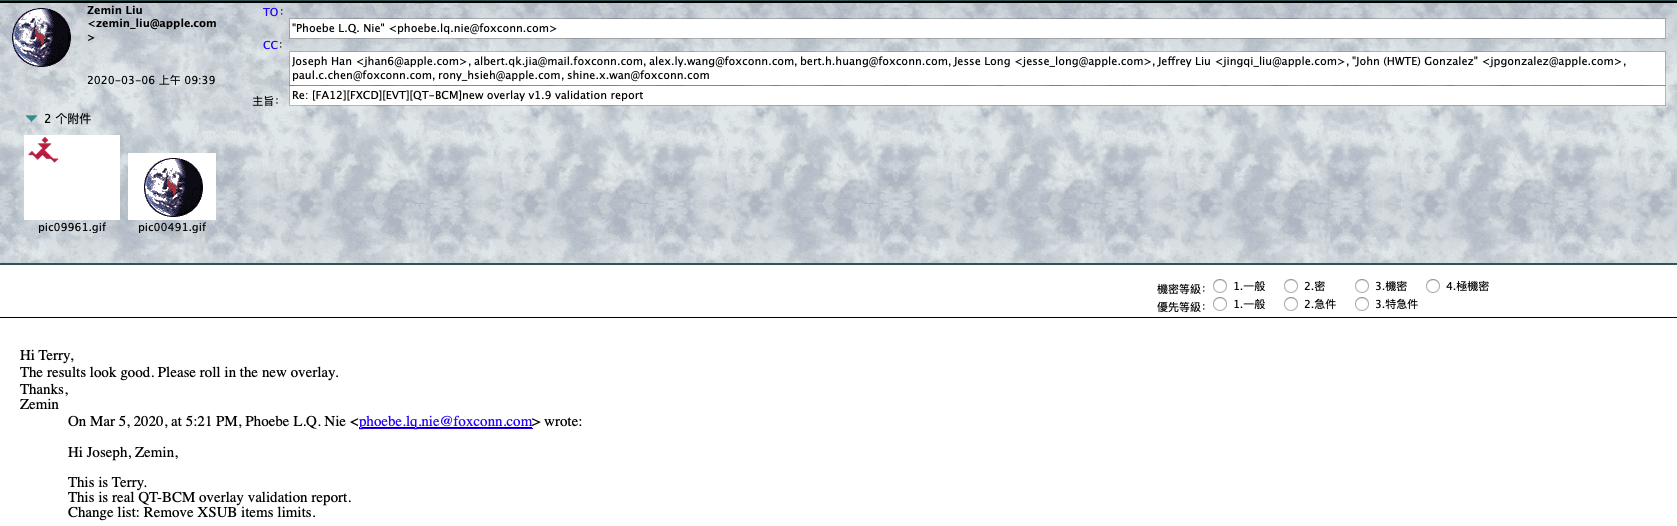 Zemin Liu
<zemin_liu@apple.com
>
2020-03-06 上午 09:39
TO:
"Phoebe L.Q. Nie" <phoebe.lq.nie@foxconn.com>
CC:
Joseph Han <jhan6@apple.com>, albert.qk.jia@mail.foxconn.com, alex.ly.wang@foxconn.com, bert.h.huang@foxconn.com, Jesse Long <jesse_long@apple.com>, Jeffrey Liu <jingqi_liu@apple.com>, "John (HWTE) Gonzalez" <jpgonzalez@apple.com>,
paul.c.chen@foxconn.com, rony_hsieh@apple.com, shine.x.wan@foxconn.com
主旨:
Re: [FA12][FXCD][EVT][QT-BCM]new overlay v1.9 validation report
2 个附件
pic09961.gif
pic00491.gif
機密等級: 1.一般 2.密 3.機密 4.極機密
優先等級: 1.一般 2.急件 3.特急件
Hi Terry,
The results look good. Please roll in the new overlay.
Thanks,
Zemin
On Mar 5, 2020, at 5:21 PM, Phoebe L.Q. Nie <phoebe.lq.nie@foxconn.com> wrote:
Hi Joseph, Zemin,
This is Terry.
This is real QT-BCM overlay validation report.
Change list: Remove XSUB items limits.